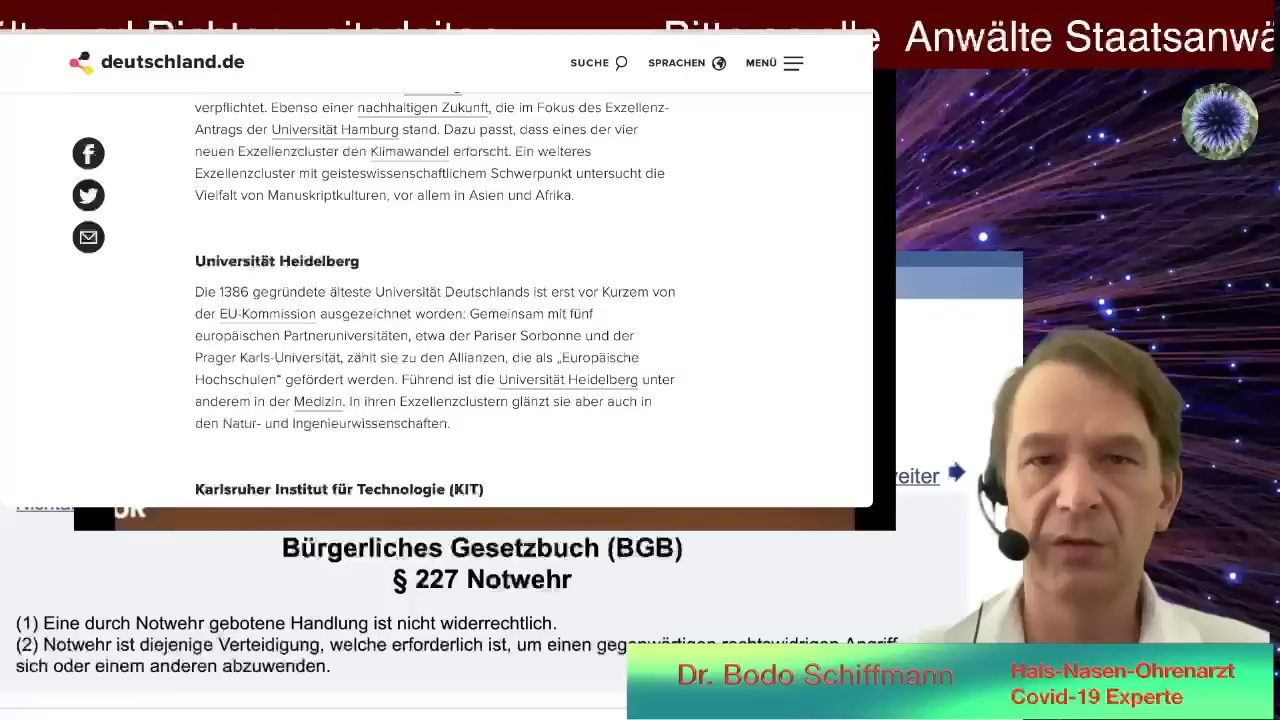 Bitte an alle Anwälte Staatsanwä
deutschland.de
SUCHE SPRACHEN MENÜ
verpflichtet. Ebenso einer nachhaltigen Zukunft, die im Fokus des Exzellenz-
Antrags der Universität Hamburg stand. Dazu passt, dass eines der vier
neuen Exzellenzcluster den Klimawandel erforscht. Ein weiteres
Exzellenzcluster mit geisteswissenschaftlichem Schwerpunkt untersucht die
Vielfalt von Manuskriptkulturen, vor allem in Asien und Afrika.
Universität Heidelberg
Die 1386 gegründete älteste Universität Deutschlands ist erst vor Kurzem von
der EU-Kommission ausgezeichnet worden: Gemeinsam mit fünf
europäischen Partneruniversitäten, etwa der Pariser Sorbonne und der
Prager Karls-Universität, zählt sie zu den Allianzen, die als „Europäische
Hochschulen“ gefördert werden. Führend ist die Universität Heidelberg unter
anderem in der Medizin. In ihren Exzellenzclustern glänzt sie aber auch in
den Natur- und Ingenieurwissenschaften.
Karlsruher Institut für Technologie (KIT)
eiter
Bürgerliches Gesetzbuch (BGB)
§ 227 Notwehr
(1) Eine durch Notwehr gebotene Handlung ist nicht widerrechtlich.
(2) Notwehr ist diejenige Verteidigung, welche erforderlich ist, um einen gegenwärtigen rechtswidrigen Angriff
sich oder einem anderen abzuwenden.
Dr. Bodo Schiffmann
Hals-Nasen-Ohrenarzt
Covid-19 Experte